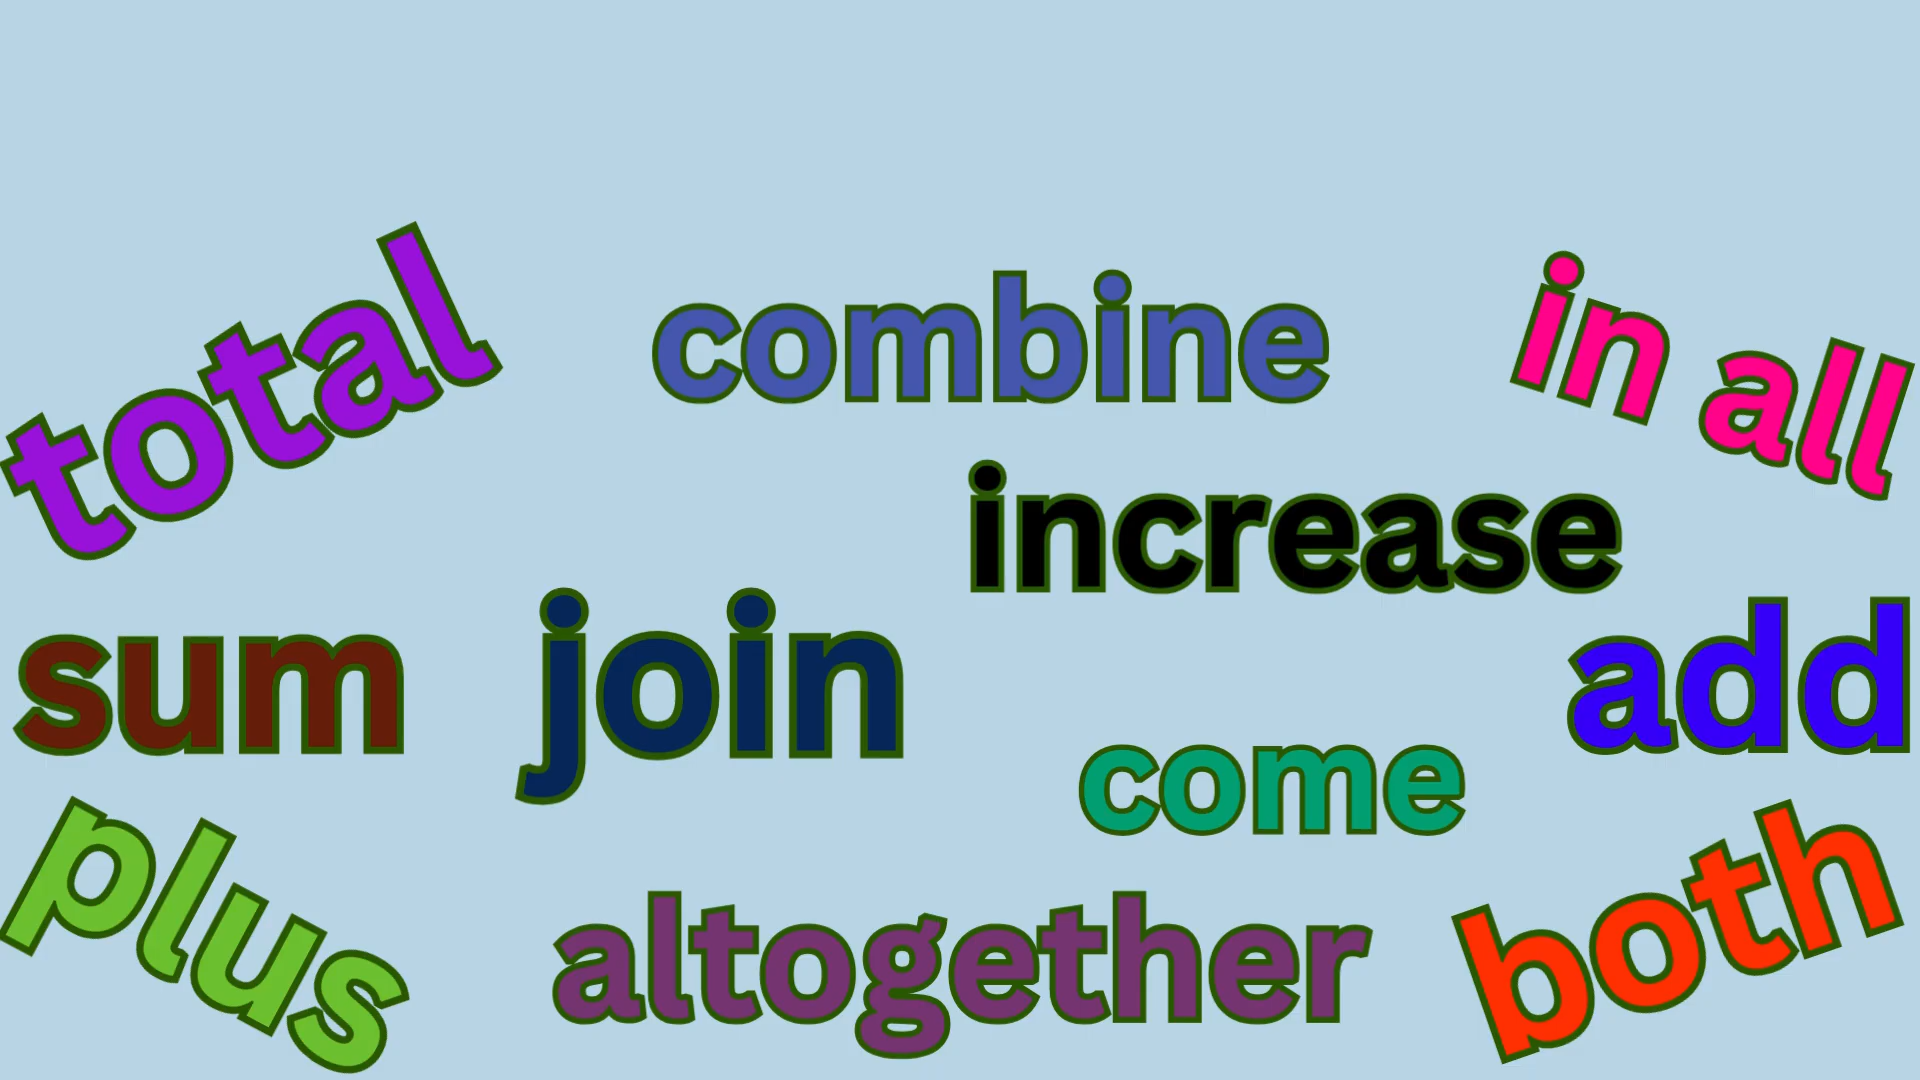 total
combine
in all
increase
sum
join
add
come
plus
altogether
both